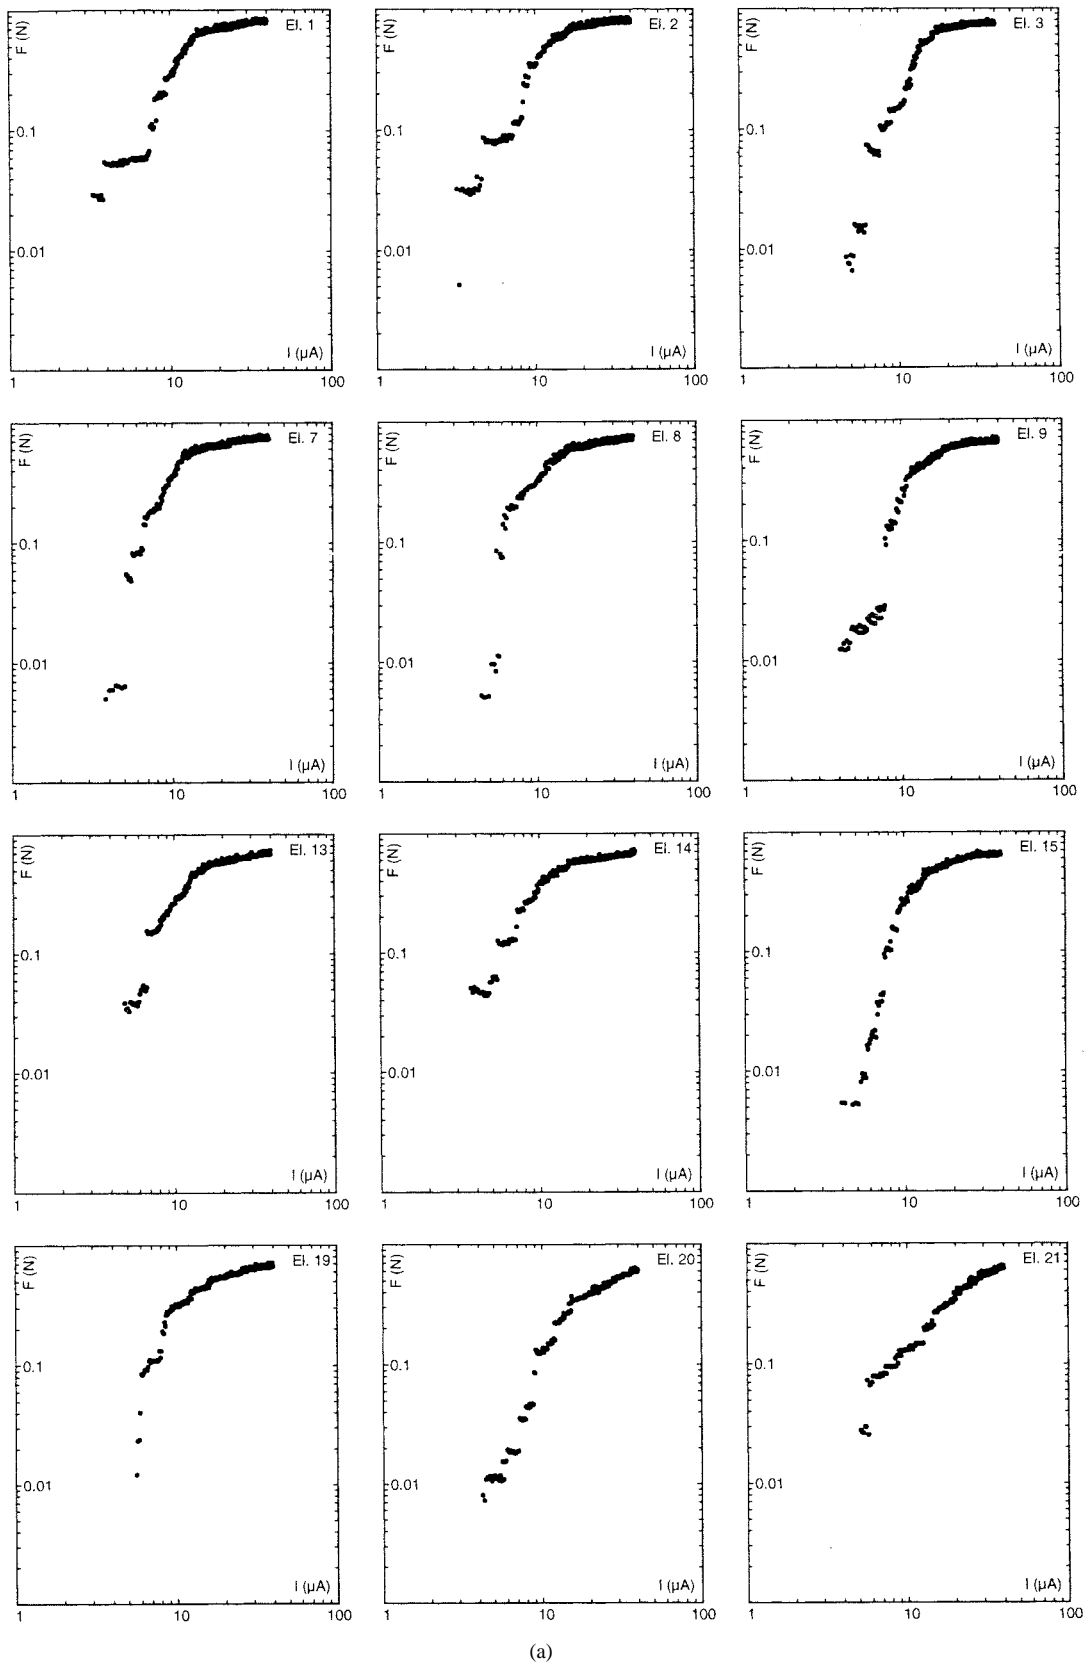 F (N) El. 1 F (N) El. 2 F (N) El. 3
0.1 0.1 0.1
0.01 0.01 0.01
I (µA) I (µA) I (µA)
1 10 100 1 10 100 1 10 100
F (N) El. 7 F (N) El. 8 F (N) El. 9
0.1 0.1 0.1
0.01 0.01 0.01
I (µA) I (µA) I (µA)
1 10 100 1 10 100 1 10 100
F (N) El. 13 F (N) El. 14 F (N) El. 15
0.1 0.1 0.1
0.01 0.01 0.01
I (µA) I (µA) I (µA)
1 10 100 1 10 100 1 10 100
F (N) El. 19 F (N) El. 20 F (N) El. 21
0.1 0.1 0.1
0.01 0.01 0.01
I (µA) I (µA) I (µA)
1 10 100 1 10 100 1 10 100
(a)